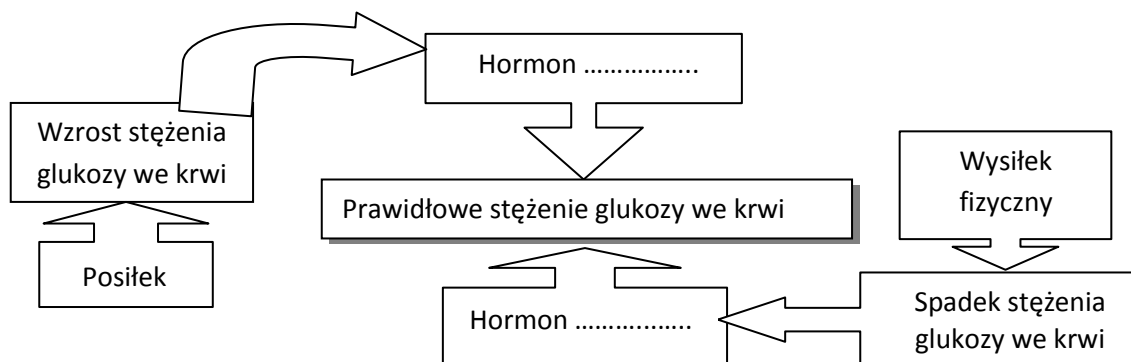 Hormon ……………..
Wzrost stężenia
glukozy we krwi
Wysiłek
fizyczny
Prawidłowe stężenie glukozy we krwi
Posiłek
Hormon ……………..
Spadek stężenia
glukozy we krwi